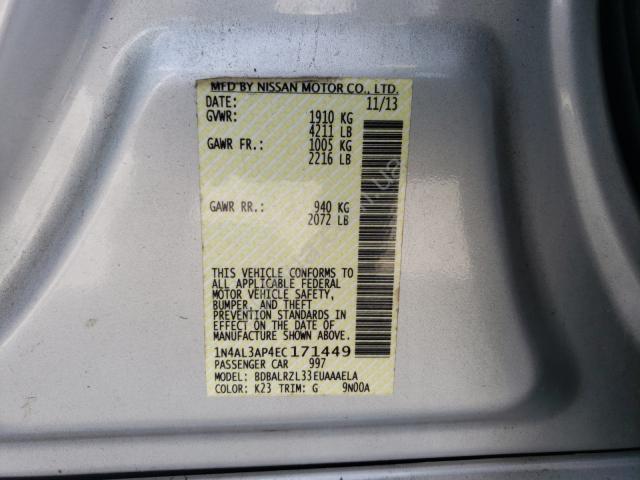 MFD BY NISSAN MOTOR CO., LTD.
DATE: 11/13
GVWR: 1910 KG
4211 LB
GAWR FR.: 1005 KG
2216 LB
GAWR RR.: 940 KG
2072 LB
THIS VEHICLE CONFORMS TO
ALL APPLICABLE FEDERAL
MOTOR VEHICLE SAFETY,
BUMPER, AND THEFT
PREVENTION STANDARDS IN
EFFECT ON THE DATE OF
MANUFACTURE SHOWN ABOVE.
1N4AL3AP4EC171449
PASSENGER CAR 997
MODEL: BDBALRZL33EUAAAELA
COLOR: K23 TRIM: G 9N00A